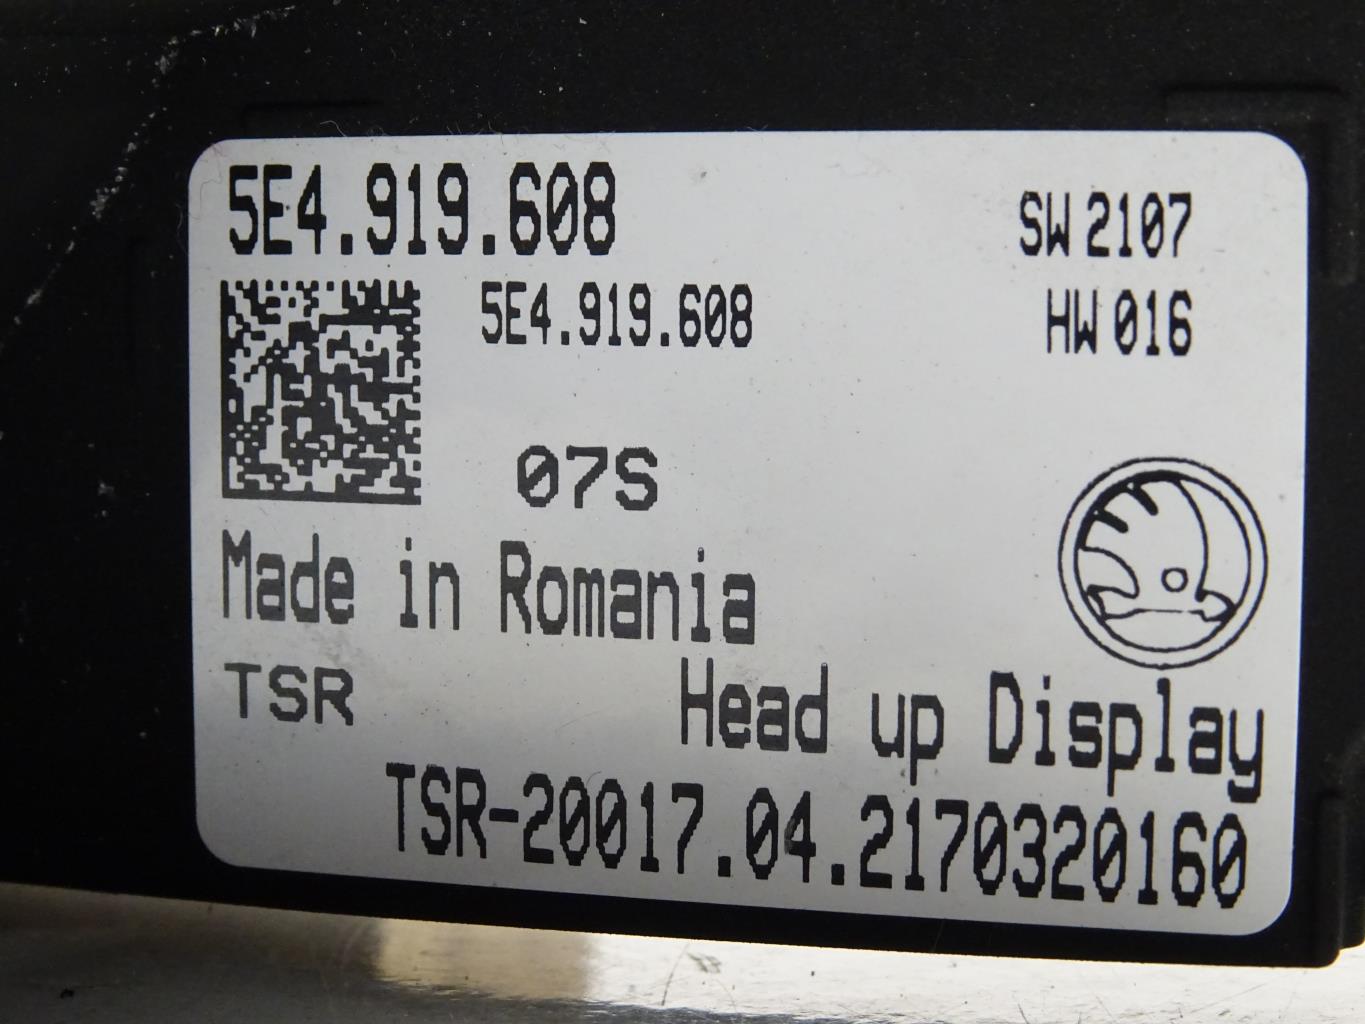 5E4.919.608
SW 2107
5E4.919.608
HW 016
07S
Made in Romania
TSR
Head up Display
TSR-20017.04.2170320160